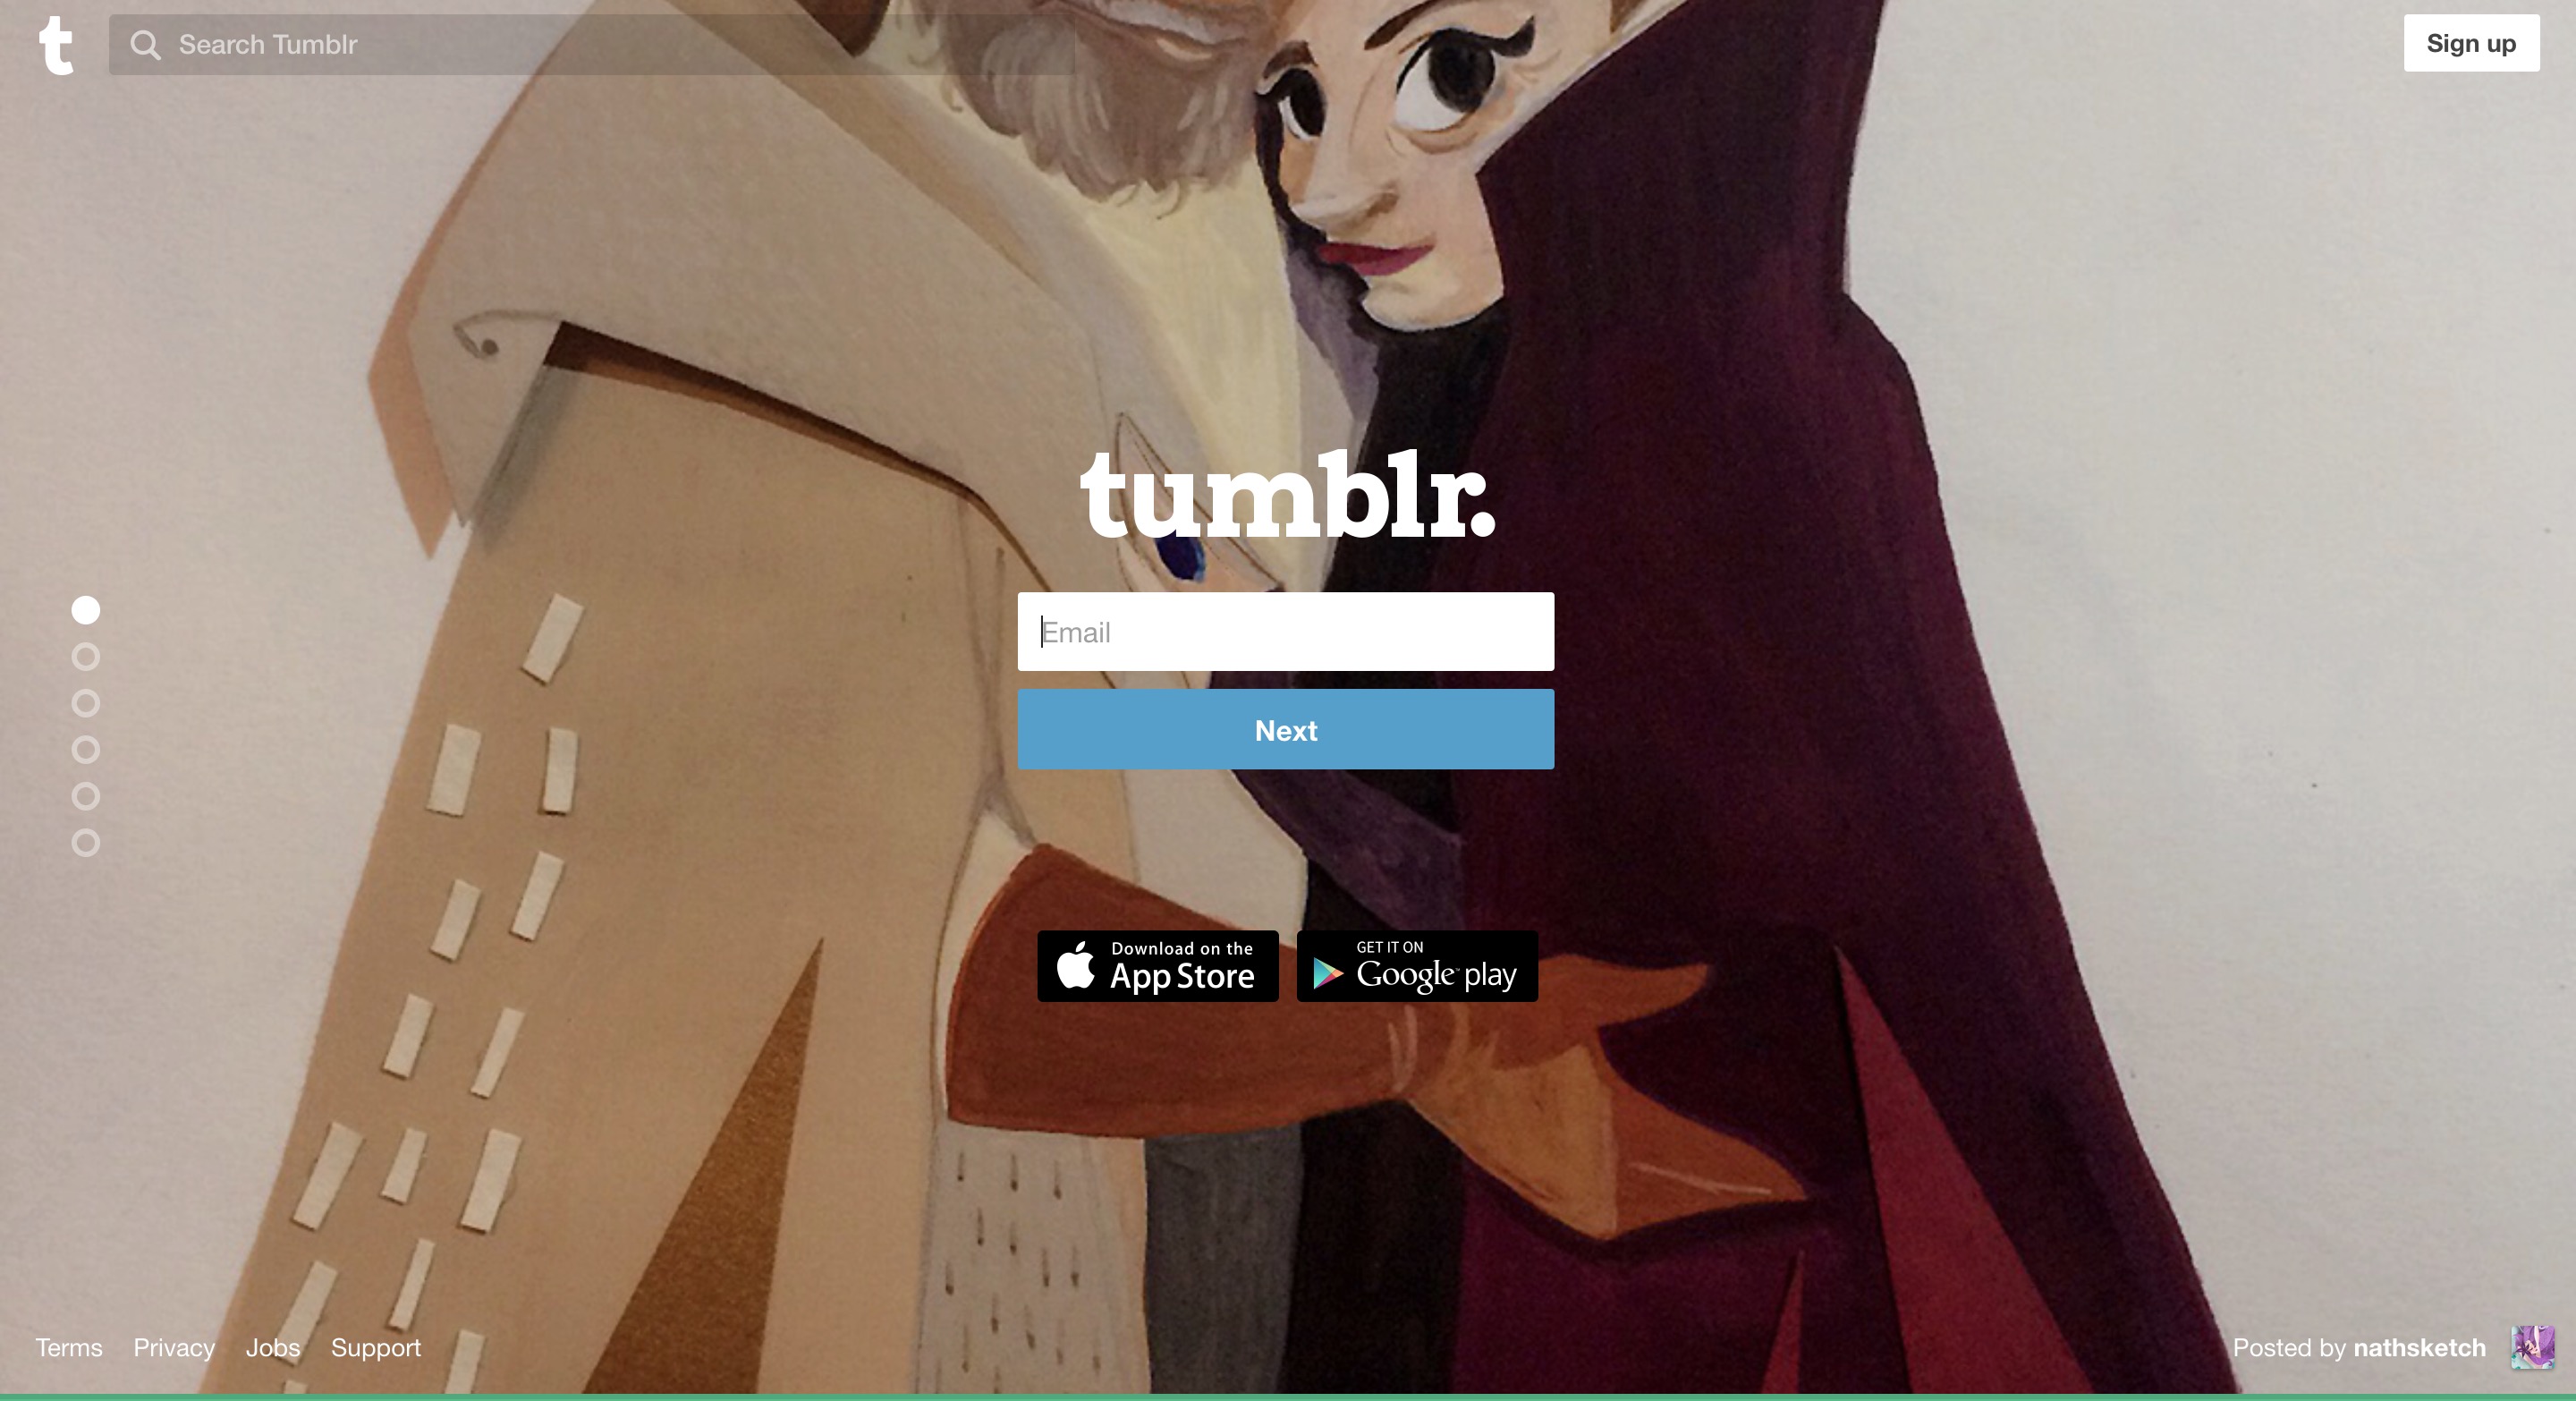 t
Search Tumblr
Sign up
tumblr.
Email
Next
Download on the
App Store
GET IT ON
Google play
Terms Privacy Jobs Support
Posted by nathsketch